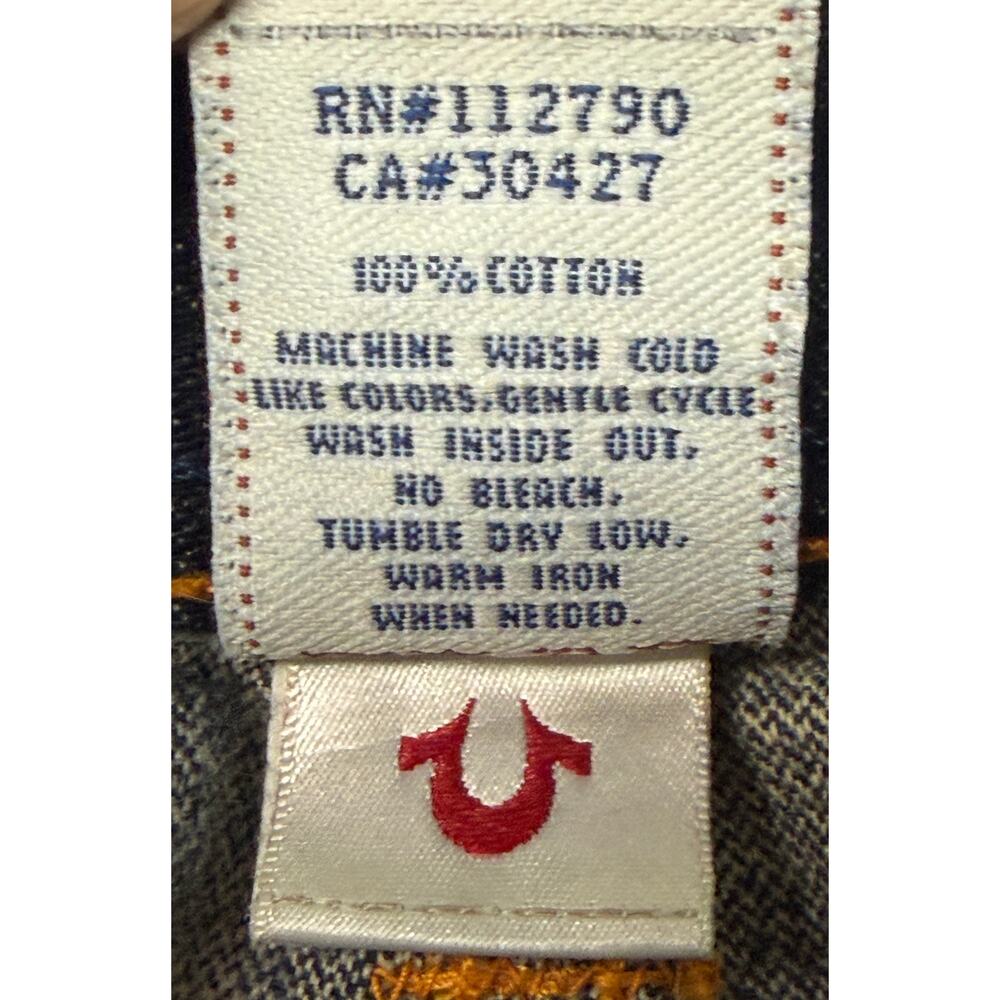 RN#112790
CA#30427
100% COTTON
MACHINE WASH COLD
LIKE COLORS.GENTLE CYCLE
WASH INSIDE OUT.
NO BLEACH.
TUMBLE DRY LOW.
WARM IRON
WHEN NEEDED.